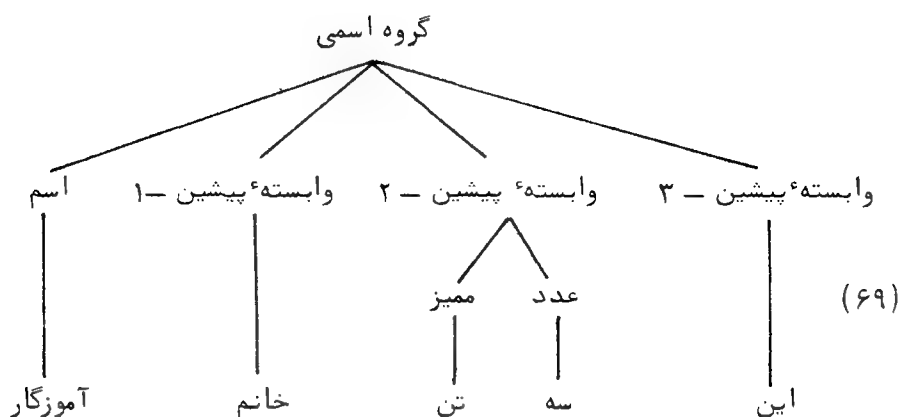 گروه اسمی
وابستهٔ پیشین – ۳ وابستهٔ پیشین – ۲ وابستهٔ پیشین – ۱ اسم
(۶۹) عدد ممیز
این سه تن خانم آموزگار